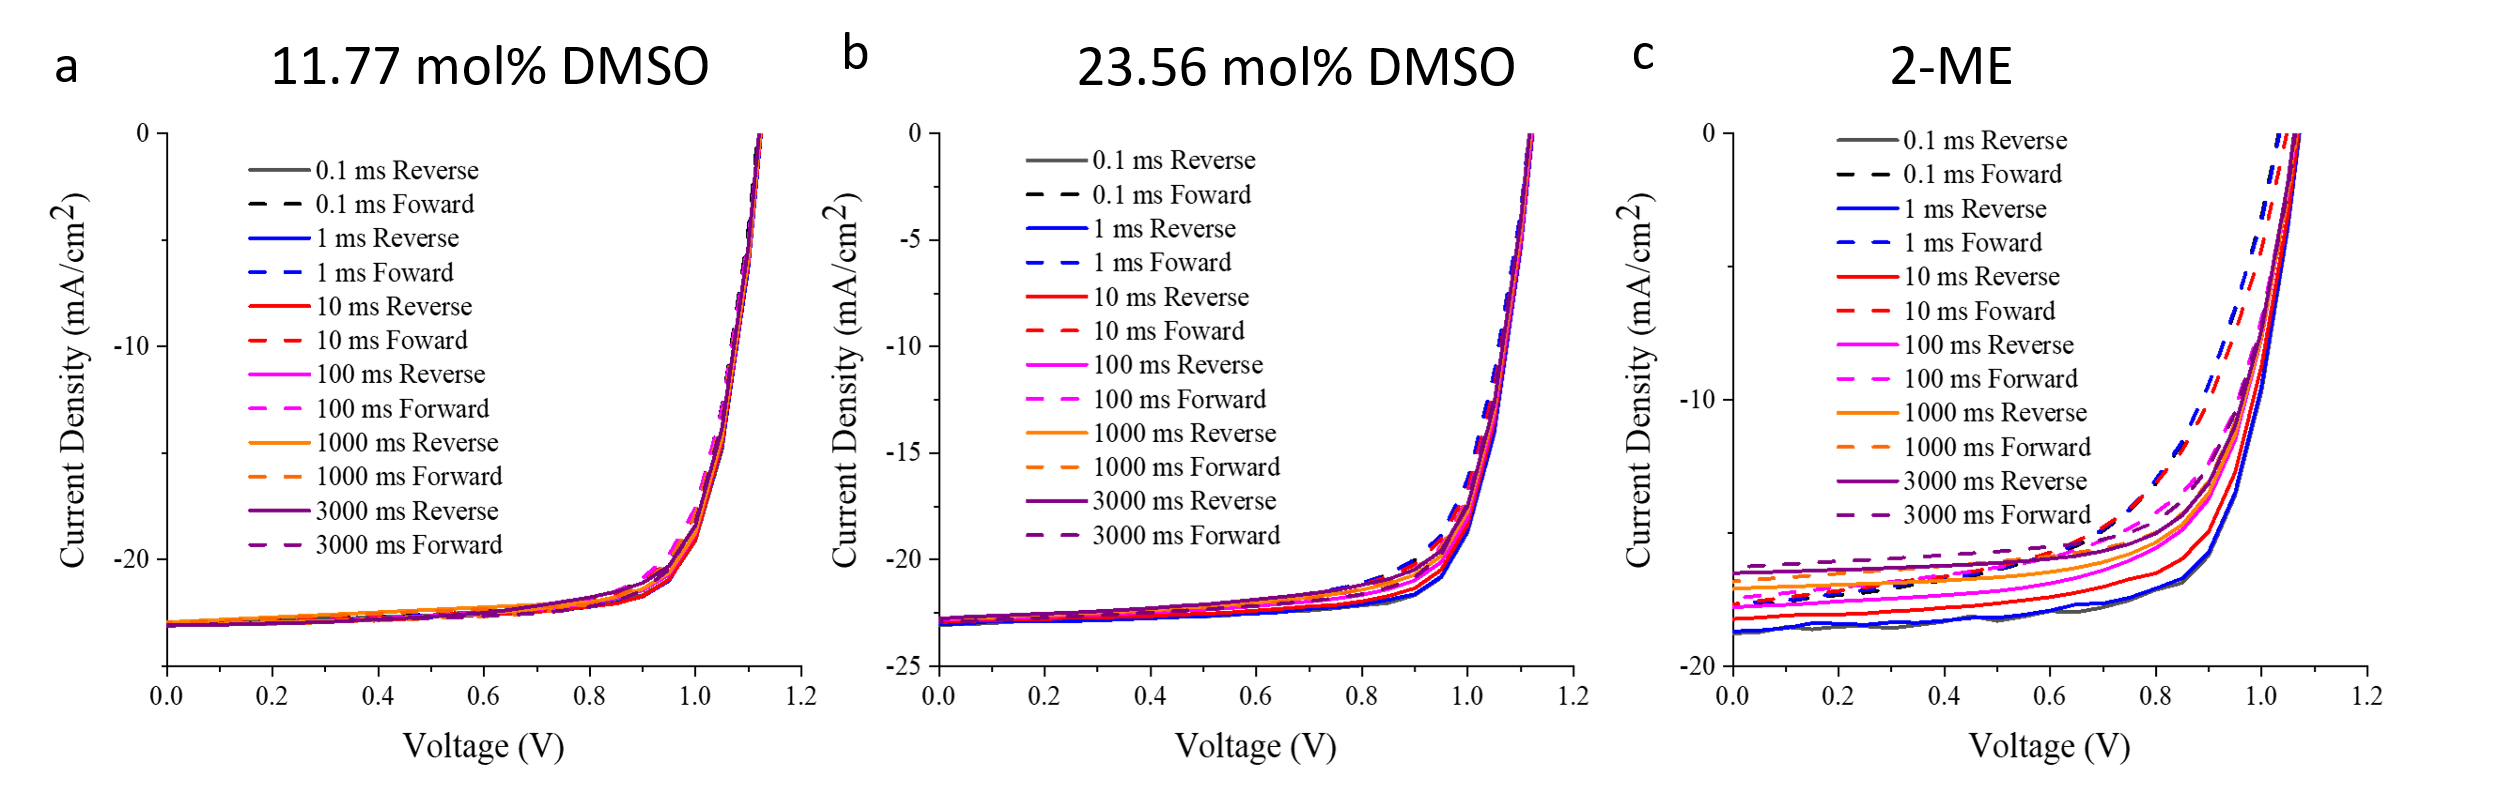 a
11.77 mol% DMSO
0
-10
-20
0.0 0.2 0.4 0.6 0.8 1.0 1.2
Current Density (mA/cm2)
Voltage (V)
0.1 ms Reverse
0.1 ms Foward
1 ms Reverse
1 ms Foward
10 ms Reverse
10 ms Foward
100 ms Reverse
100 ms Forward
1000 ms Reverse
1000 ms Forward
3000 ms Reverse
3000 ms Forward
b
23.56 mol% DMSO
0
-5
-10
-15
-20
-25
0.0 0.2 0.4 0.6 0.8 1.0 1.2
Current Density (mA/cm2)
Voltage (V)
0.1 ms Reverse
0.1 ms Foward
1 ms Reverse
1 ms Foward
10 ms Reverse
10 ms Foward
100 ms Reverse
100 ms Forward
1000 ms Reverse
1000 ms Forward
3000 ms Reverse
3000 ms Forward
c
2-ME
0
-10
-20
0.0 0.2 0.4 0.6 0.8 1.0 1.2
Current Density (mA/cm2)
Voltage (V)
0.1 ms Reverse
0.1 ms Foward
1 ms Reverse
1 ms Foward
10 ms Reverse
10 ms Foward
100 ms Reverse
100 ms Forward
1000 ms Reverse
1000 ms Forward
3000 ms Reverse
3000 ms Forward